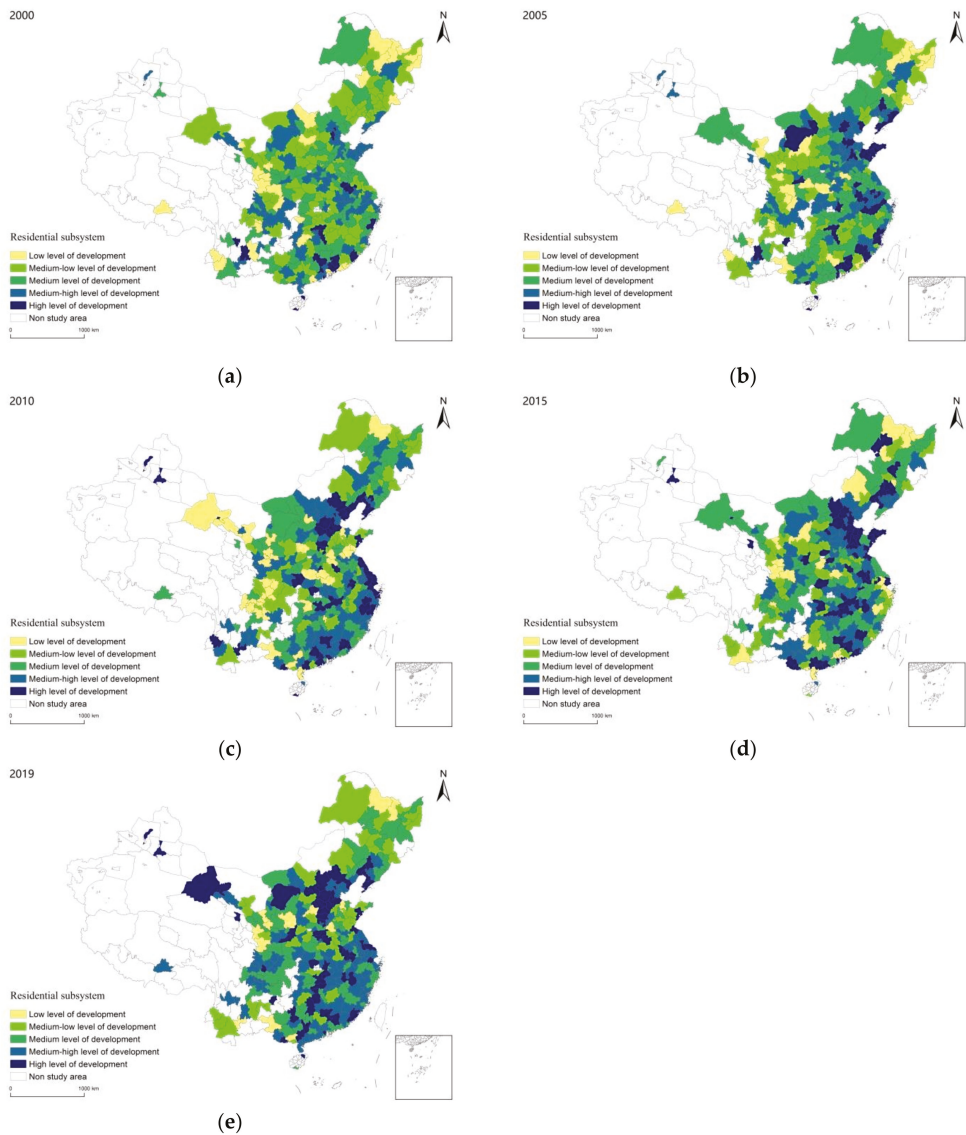 2000
N
Residential subsystem
Low level of development
Medium-low level of development
Medium level of development
Medium-high level of development
High level of development
Non study area
0 1000 km
(a)
2005
N
Residential subsystem
Low level of development
Medium-low level of development
Medium level of development
Medium-high level of development
High level of development
Non study area
0 1000 km
(b)
2010
N
Residential subsystem
Low level of development
Medium-low level of development
Medium level of development
Medium-high level of development
High level of development
Non study area
0 1000 km
(c)
2015
N
Residential subsystem
Low level of development
Medium-low level of development
Medium level of development
Medium-high level of development
High level of development
Non study area
0 1000 km
(d)
2019
N
Residential subsystem
Low level of development
Medium-low level of development
Medium level of development
Medium-high level of development
High level of development
Non study area
0 1000 km
(e)